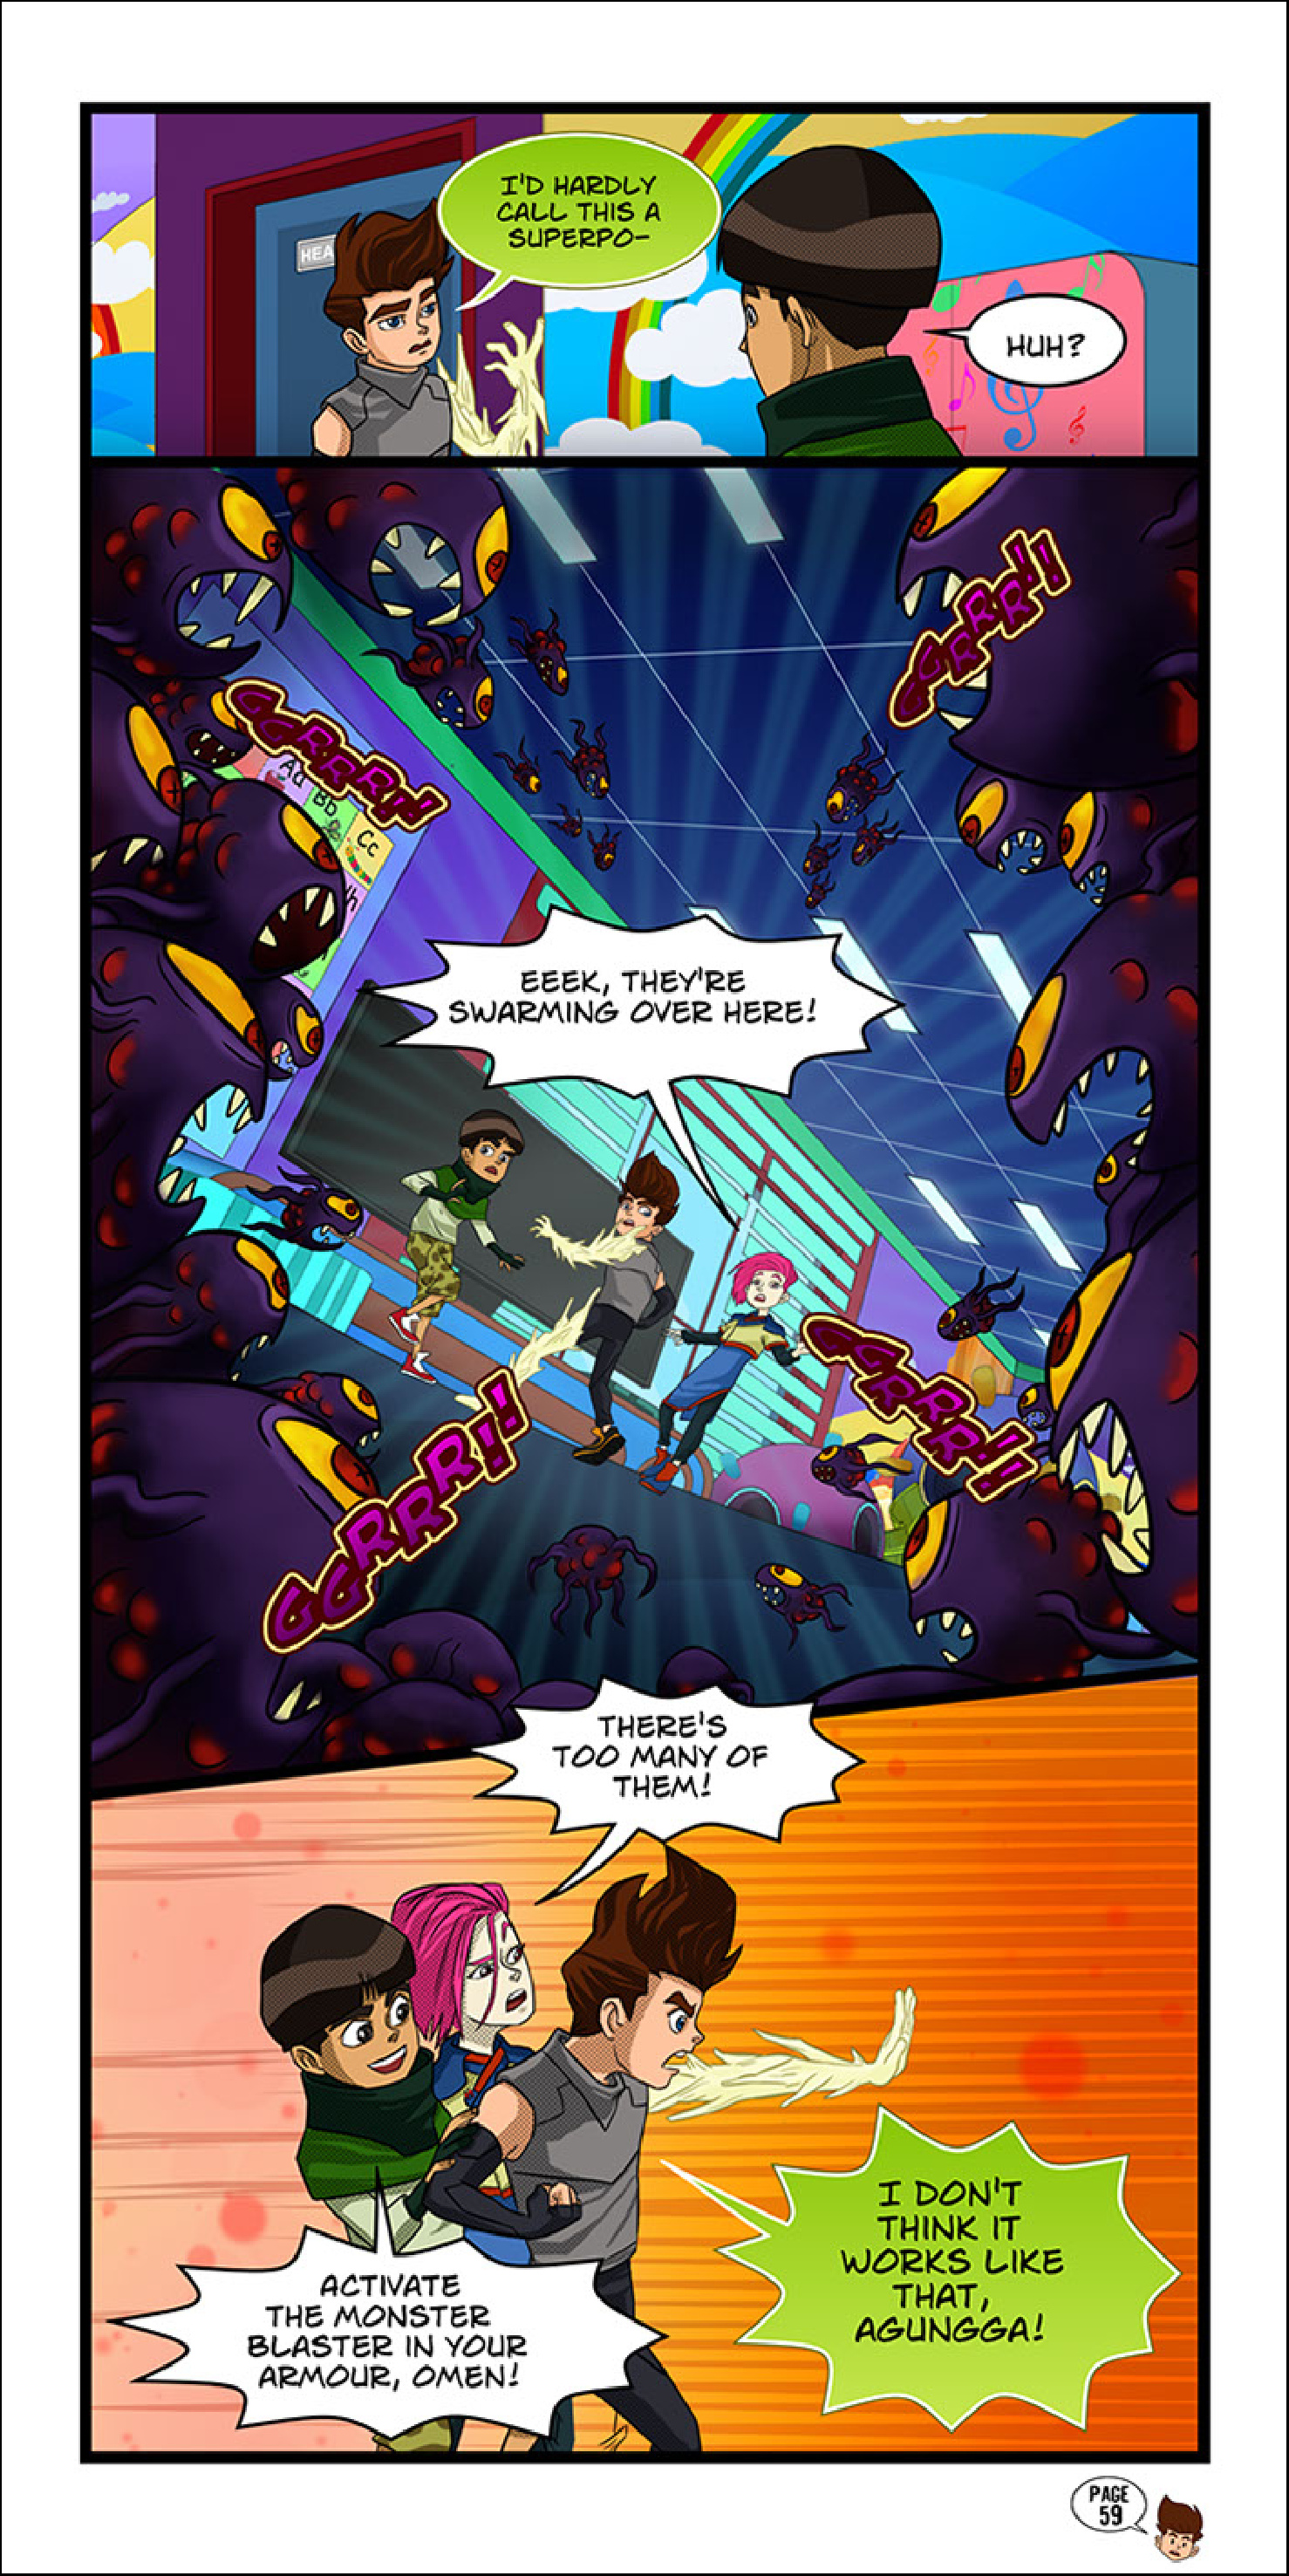 I'D HARDLY
CALL THIS A
SUPERPO-
HEA
HUH?
GGRRR!!
GGRRRR!!
Aa
Bb
Cc
EEEK, THEY'RE
SWARMING OVER HERE!
GGRRR!!
GGRRRR!!
THERE'S
TOO MANY OF
THEM!
ACTIVATE
THE MONSTER
BLASTER IN YOUR
ARMOUR, OMEN!
I DON'T
THINK IT
WORKS LIKE
THAT,
AGUNGGA!
PAGE
59